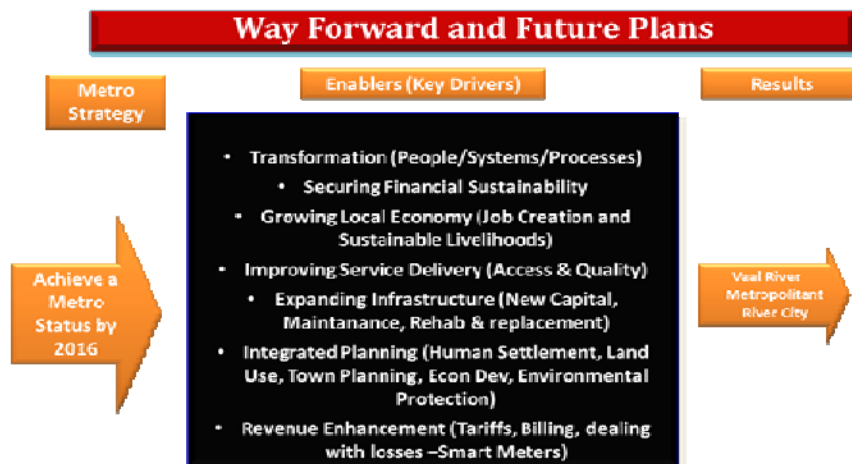 Way Forward and Future Plans
Metro
Strategy
Enablers (Key Drivers)
Results
Achieve a
Metro
Status by
2016
• Transformation (People/Systems/Processes)
• Securing Financial Sustainability
• Growing Local Economy (Job Creation and
Sustainable Livelihoods)
• Improving Service Delivery (Access & Quality)
• Expanding Infrastructure (New Capital,
Maintanance, Rehab & replacement)
• Integrated Planning (Human Settlement, Land
Use, Town Planning, Econ Dev, Environmental
Protection)
• Revenue Enhancement (Tariffs, Billing, dealing
with losses –Smart Meters)
Vaal River
Metropolitant
River City